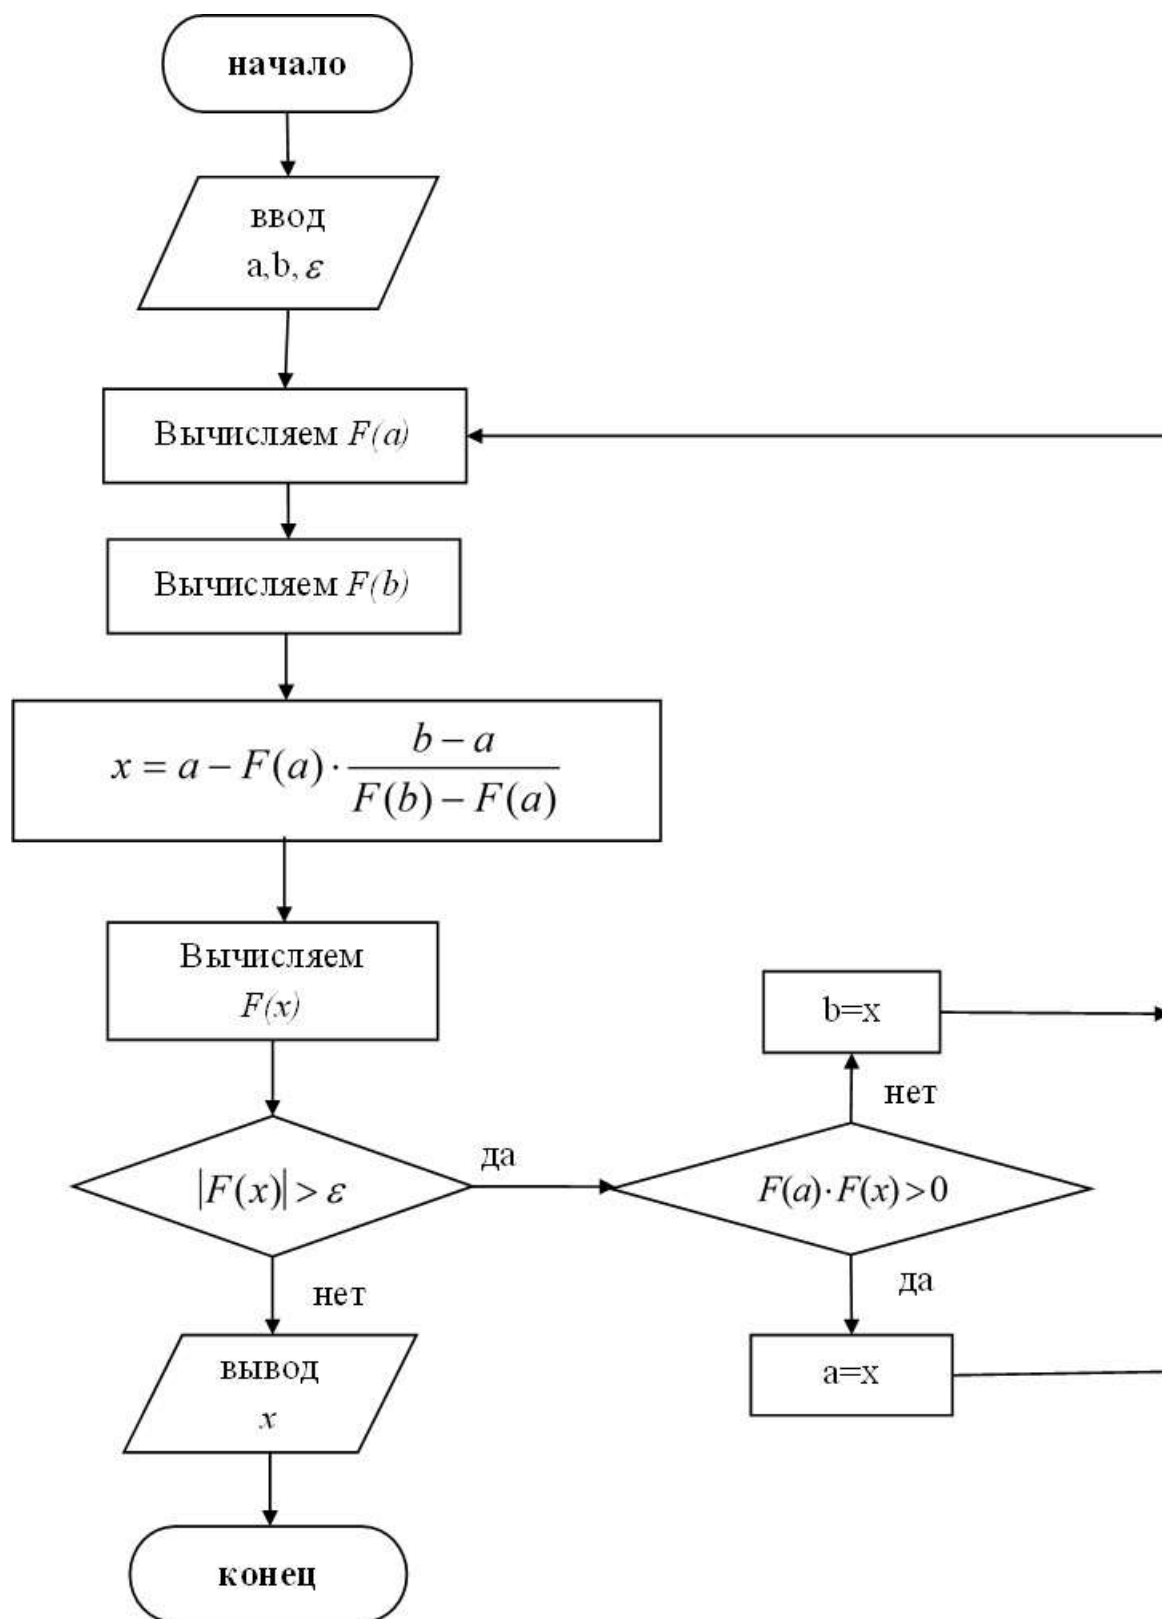 начало
ввод
a,b, ε
Вычисляем F(a)
Вычисляем F(b)
x = a − F(a) · (b − a) / (F(b) − F(a))
Вычисляем
F(x)
b=x
нет
да
|F(x)| > ε
F(a)·F(x)>0
да
нет
вывод
x
a=x
конец